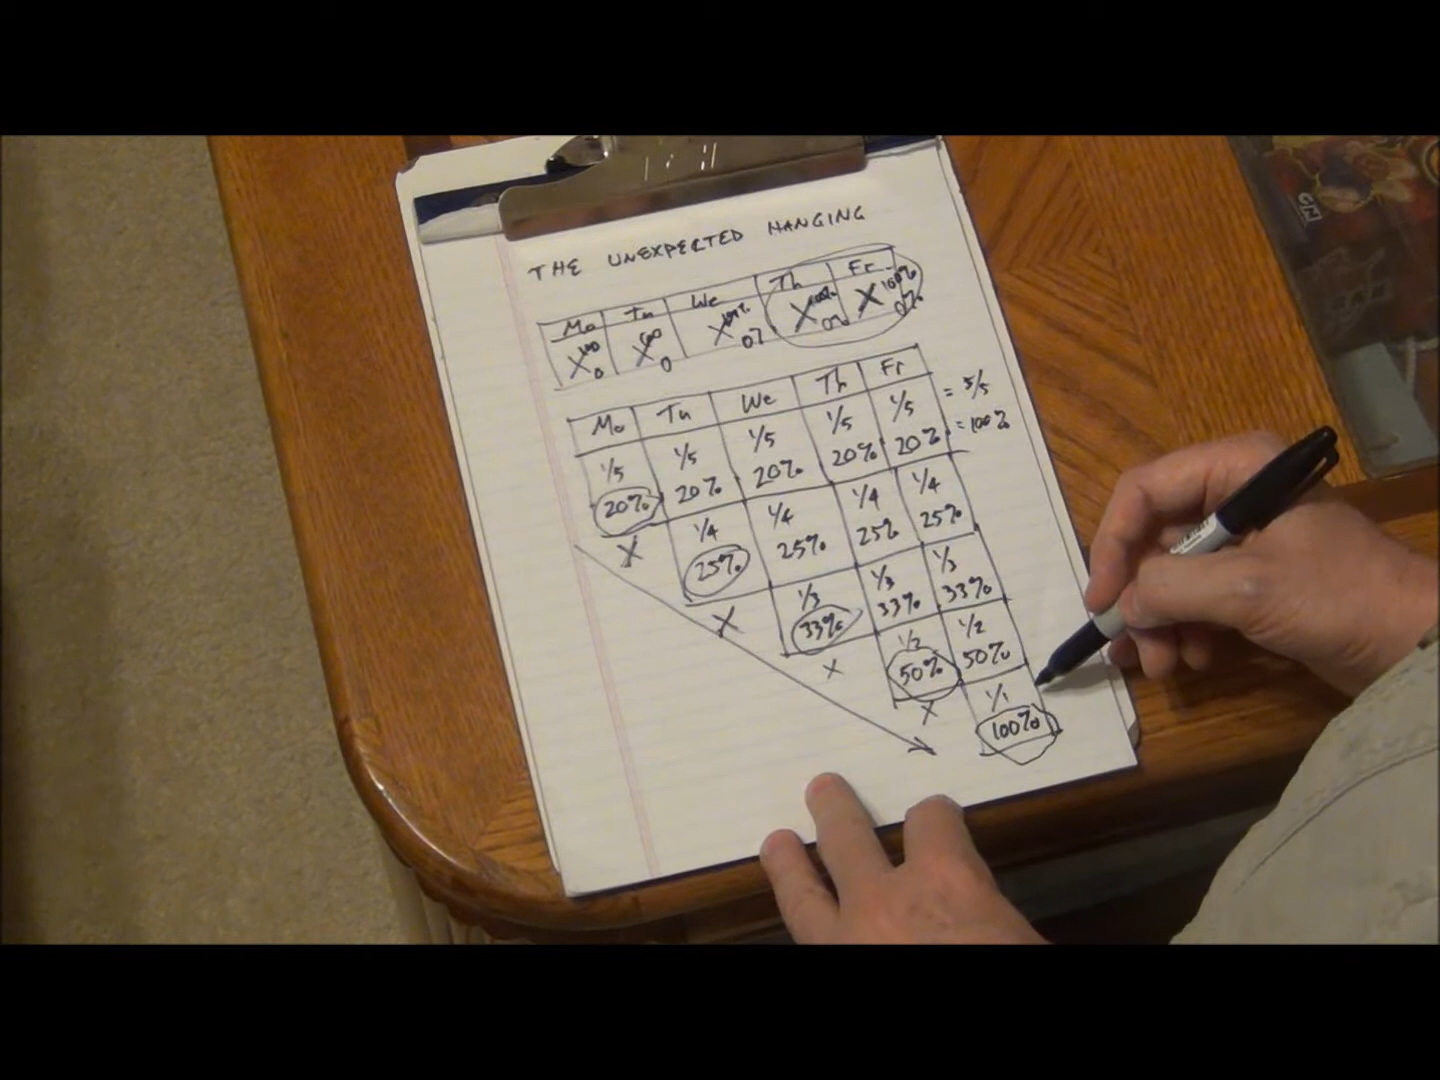 THE UNEXPECTED HANGING
Mo Tu We Th Fr
X 100 X 100 X 100% X 100% X 100%
0 0 0% 0% 0%
Mo Tu We Th Fr
1/5 1/5 1/5 1/5 1/5 = 5/5
20% 20% 20% 20% 20% = 100%
X 1/4 1/4 1/4 1/4
25% 25% 25% 25%
X 1/3 1/3 1/3
33% 33% 33%
X 1/2 1/2
50% 50%
X 1/1
100%
CN